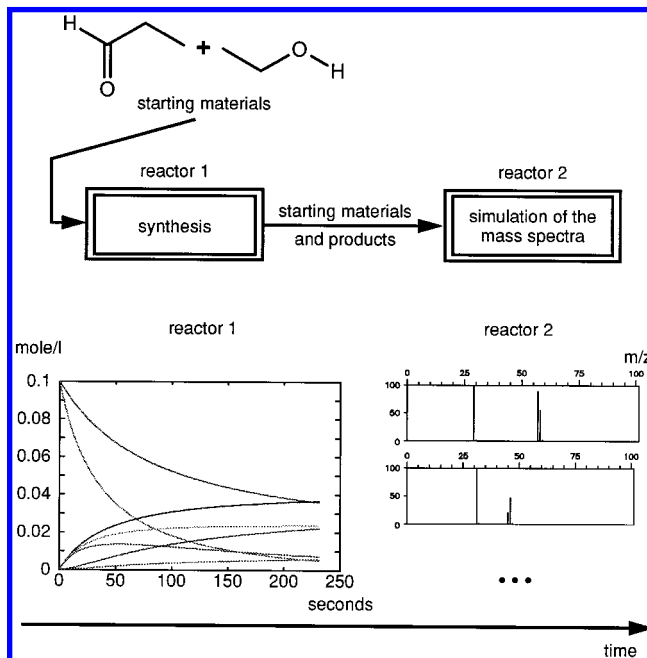 H
O
+
O
H
starting materials
reactor 1
reactor 2
synthesis
starting materials
and products
simulation of the
mass spectra
reactor 1
reactor 2
mole/l
m/z
0.1
0.08
0.06
0.04
0.02
0
0 50 100 150 200 250
seconds
0 25 50 75 100
100
50
0
0 25 50 75 100
100
50
0
•••
time